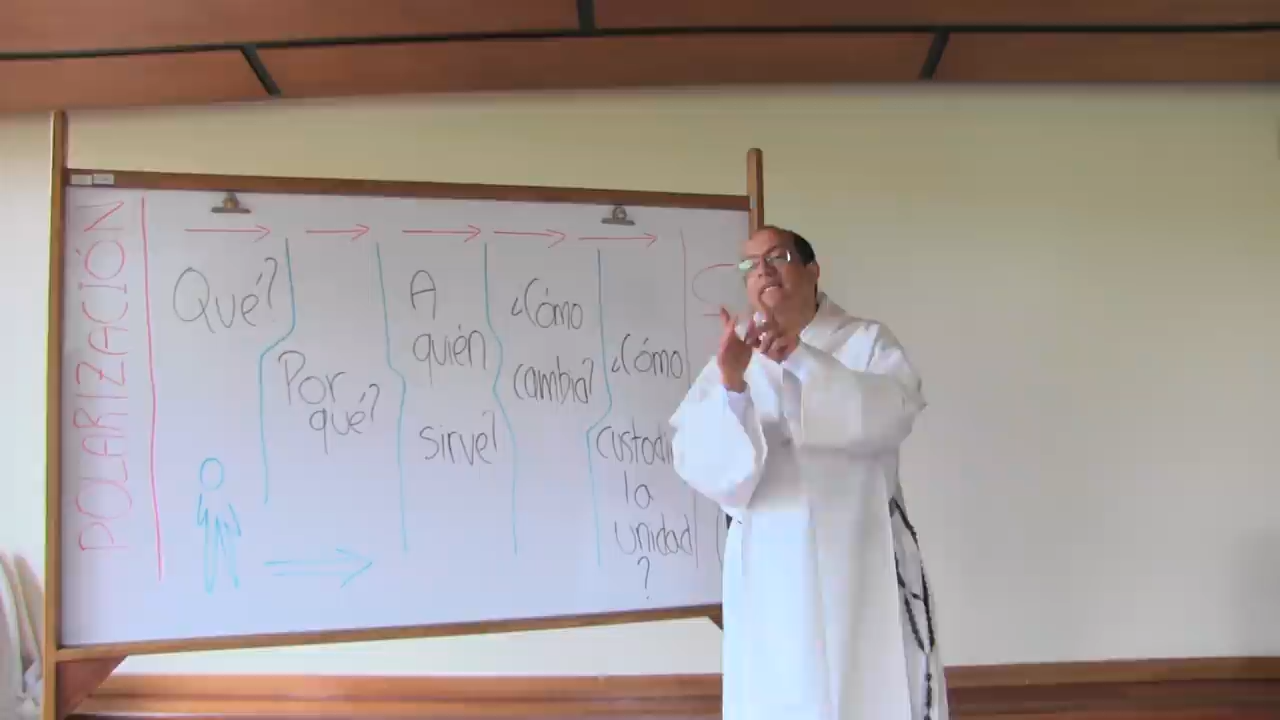 POLARIZACIÓN
Qué?
Por
qué?
A
quién
sirve?
¿Cómo
cambia?
¿Cómo
la
unidad
?